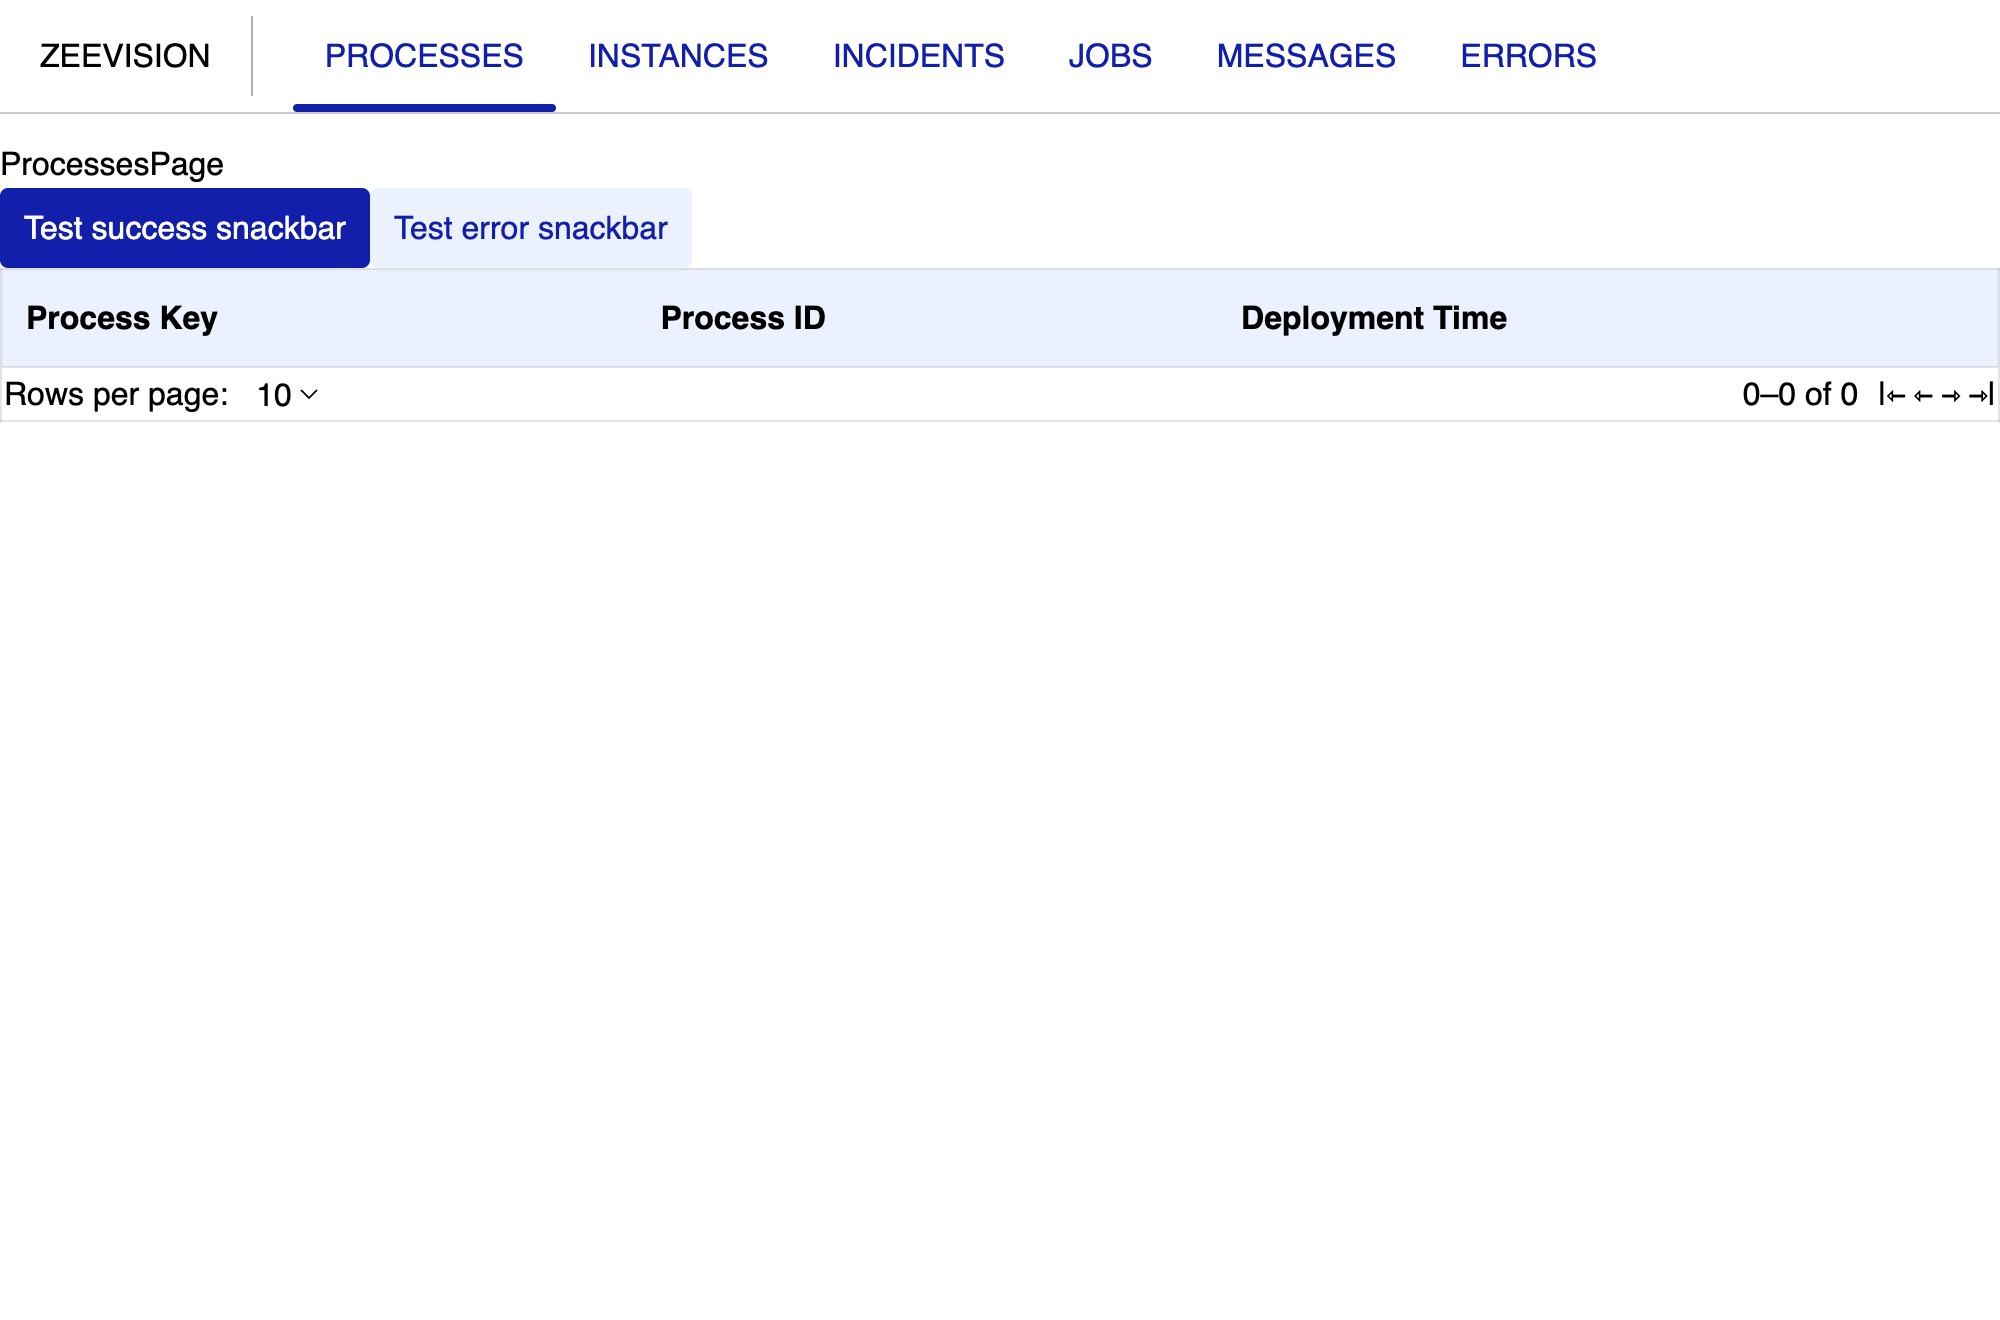 ZEEVISION PROCESSES INSTANCES INCIDENTS JOBS MESSAGES ERRORS
ProcessesPage
Test success snackbar Test error snackbar
Process Key Process ID Deployment Time
Rows per page: 10 0–0 of 0